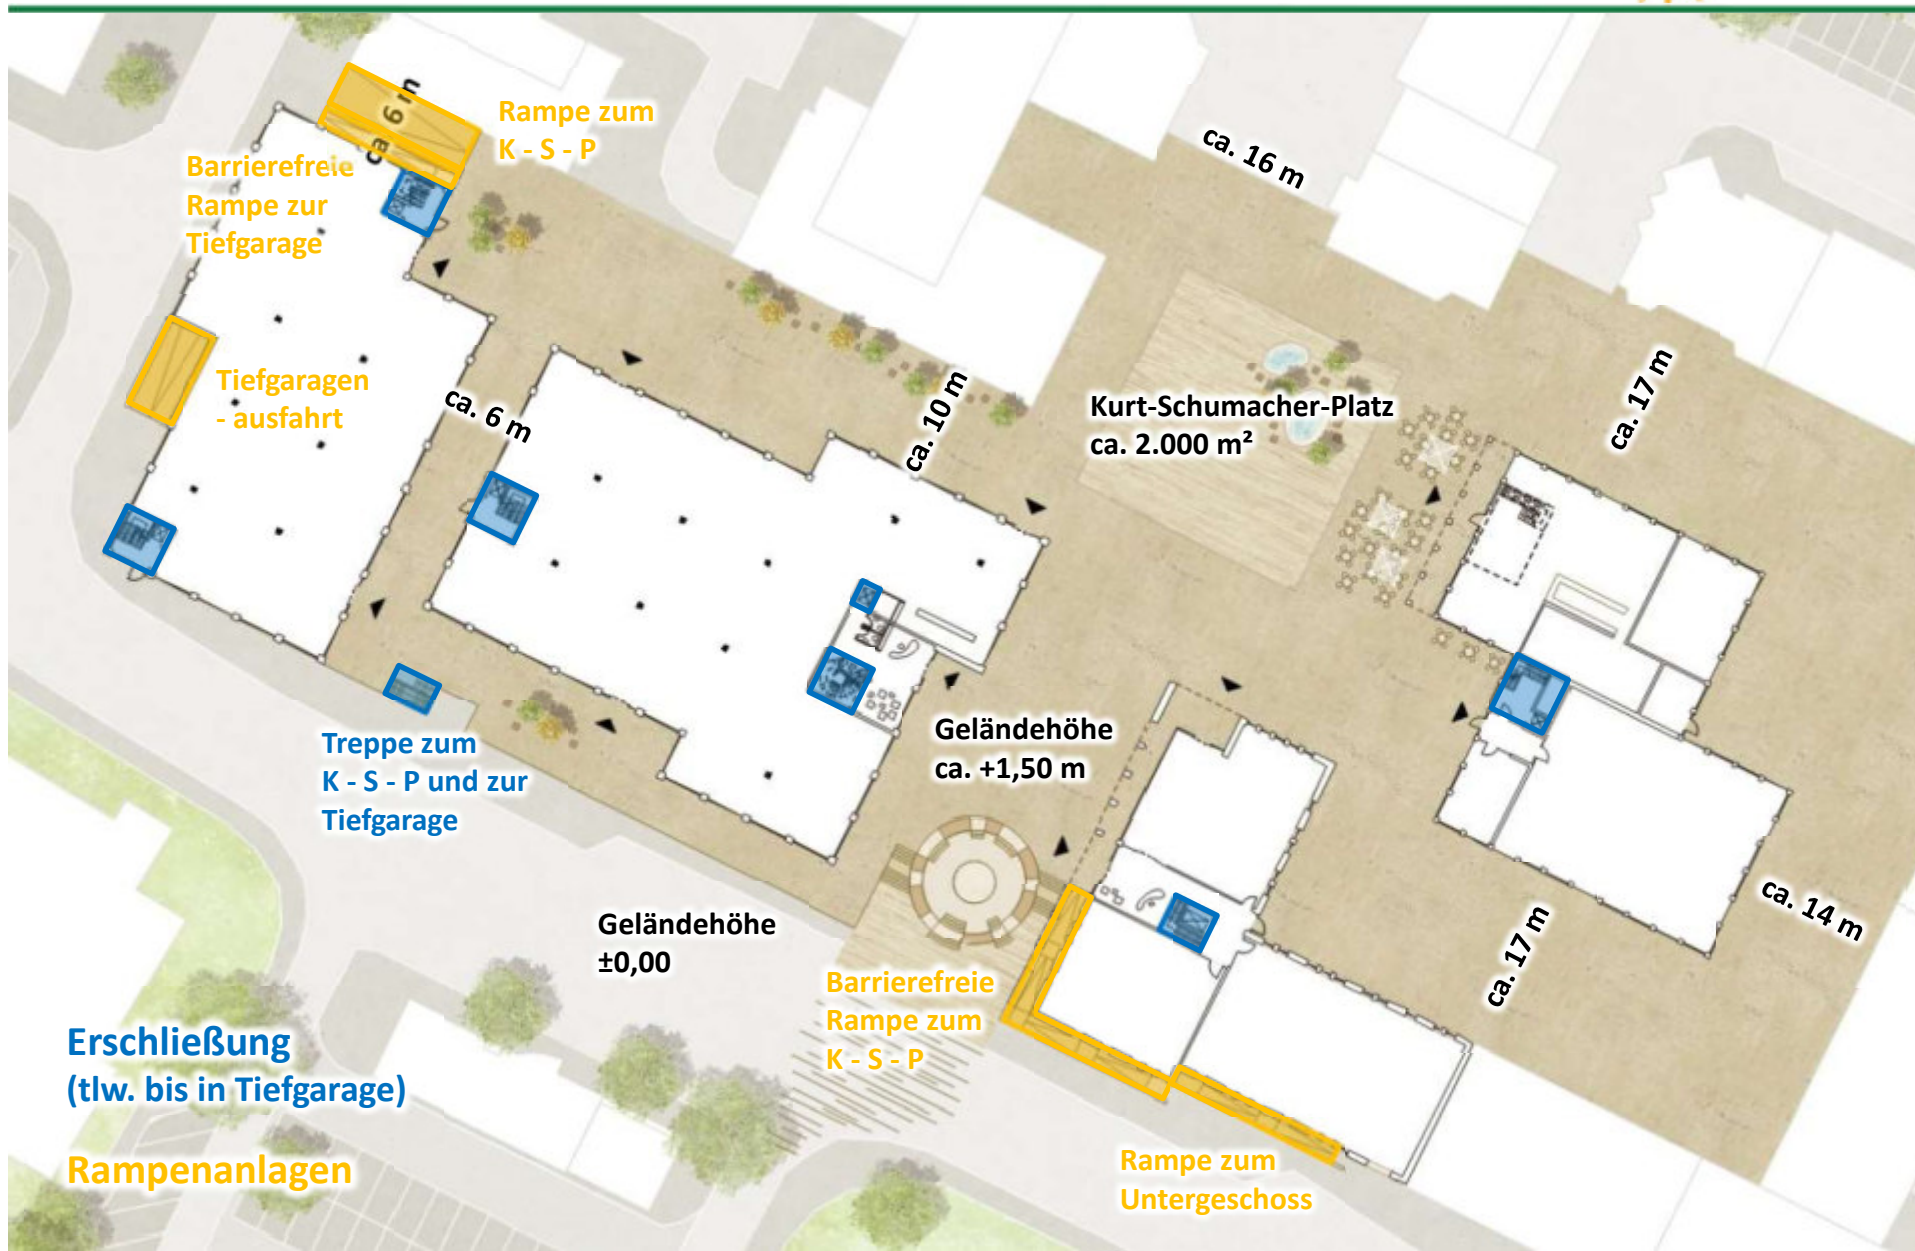 ca. 6 m
Rampe zum
K - S - P
Barrierefreie
Rampe zur
Tiefgarage
ca. 16 m
Tiefgaragen
- ausfahrt
ca. 6 m
ca. 10 m
Kurt-Schumacher-Platz
ca. 2.000 m²
ca. 17 m
Treppe zum
K - S - P und zur
Tiefgarage
Geländehöhe
ca. +1,50 m
Geländehöhe
±0,00
ca. 14 m
ca. 17 m
Barrierefreie
Rampe zum
K - S - P
Erschließung
(tlw. bis in Tiefgarage)
Rampenanlagen
Rampe zum
Untergeschoss